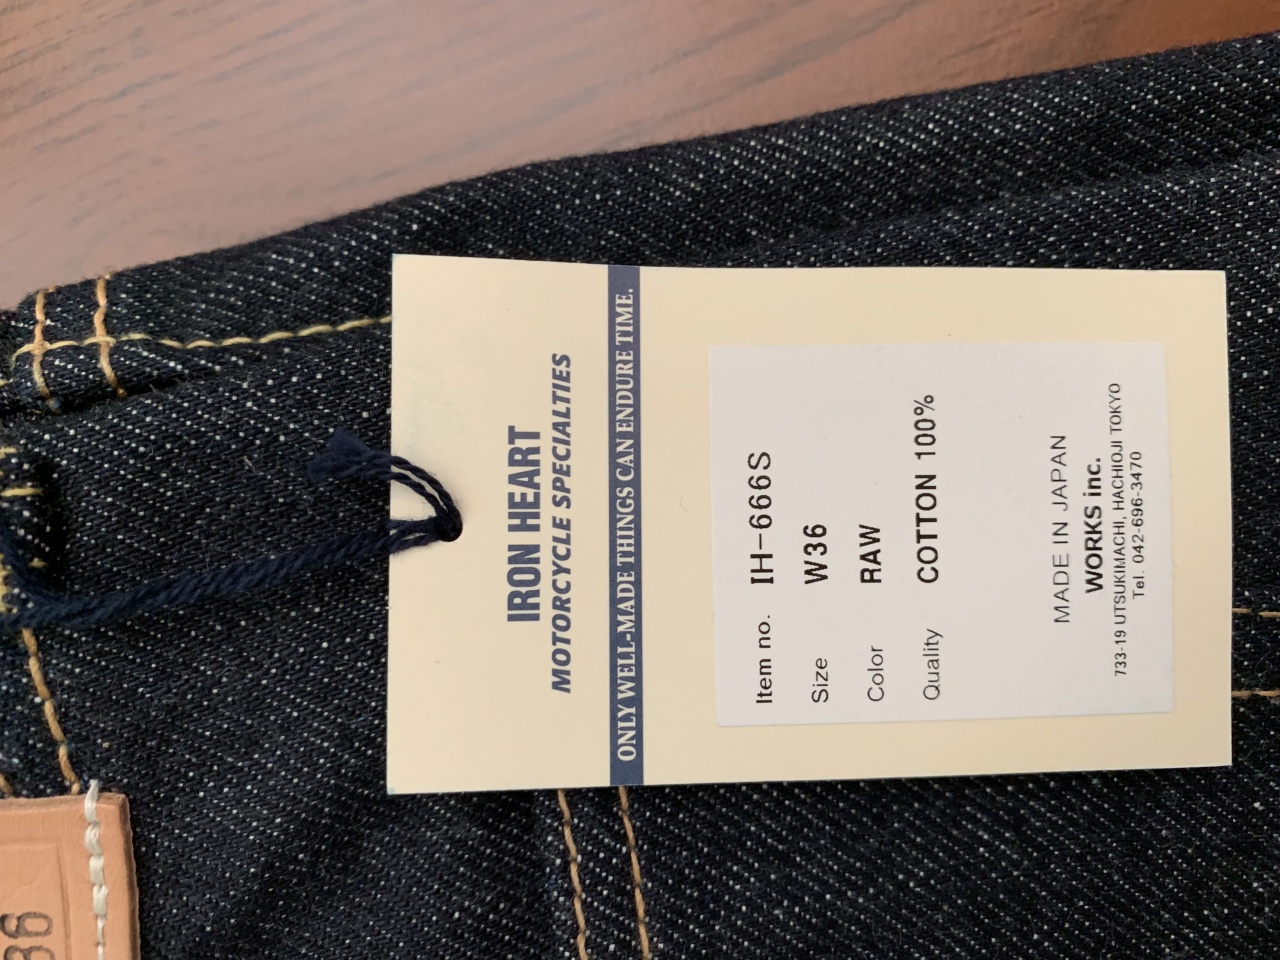 IRON HEART
MOTORCYCLE SPECIALTIES
ONLY WELL-MADE THINGS CAN ENDURE TIME.
Item no. IH-666S
Size W36
Color RAW
Quality COTTON 100%
MADE IN JAPAN
WORKS inc.
733-19 UTSUKIMACHI, HACHIOJI TOKYO
Tel. 042-696-3470
36